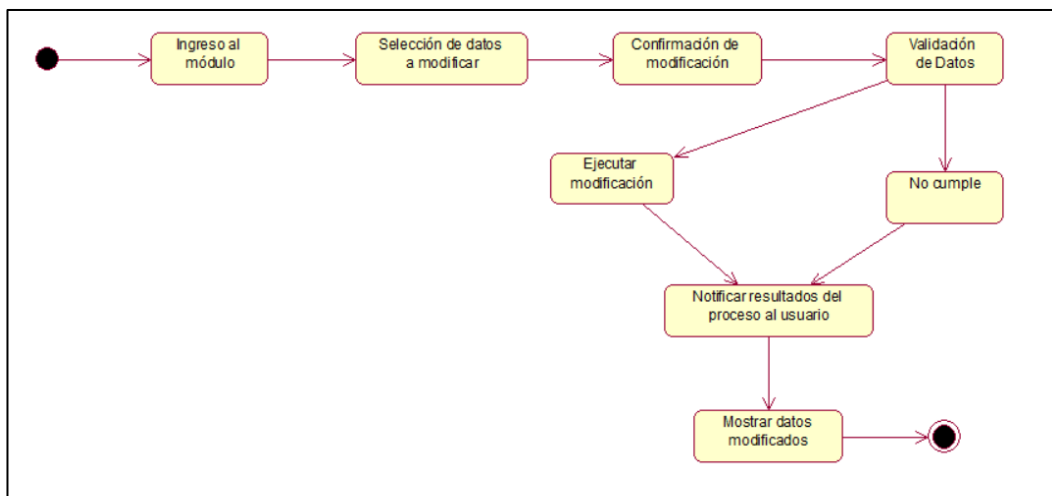 Ingreso al
módulo
Selección de datos
a modificar
Confirmación de
modificación
Validación
de Datos
Ejecutar
modificación
No cumple
Notificar resultados del
proceso al usuario
Mostrar datos
modificados